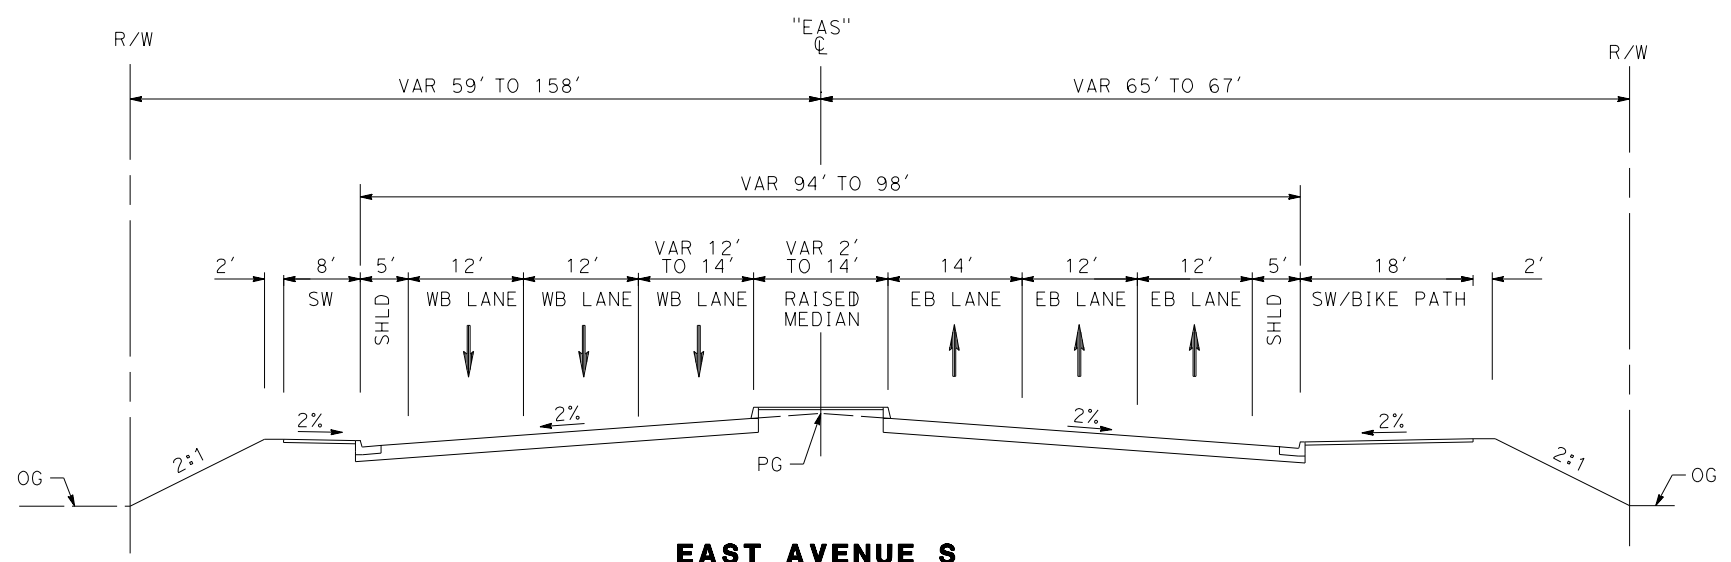 "EAS"
℄
R/W
R/W
VAR 59' TO 158'
VAR 65' TO 67'
VAR 94' TO 98'
2'
8'
5'
12'
12'
VAR 12'
TO 14'
VAR 2'
TO 14'
14'
12'
12'
5'
18'
2'
SW
SHLD
WB LANE
WB LANE
WB LANE
RAISED
MEDIAN
EB LANE
EB LANE
EB LANE
SHLD
SW/BIKE PATH
2%
2%
2%
2%
2:1
2:1
PG
OG
OG
EAST AVENUE S